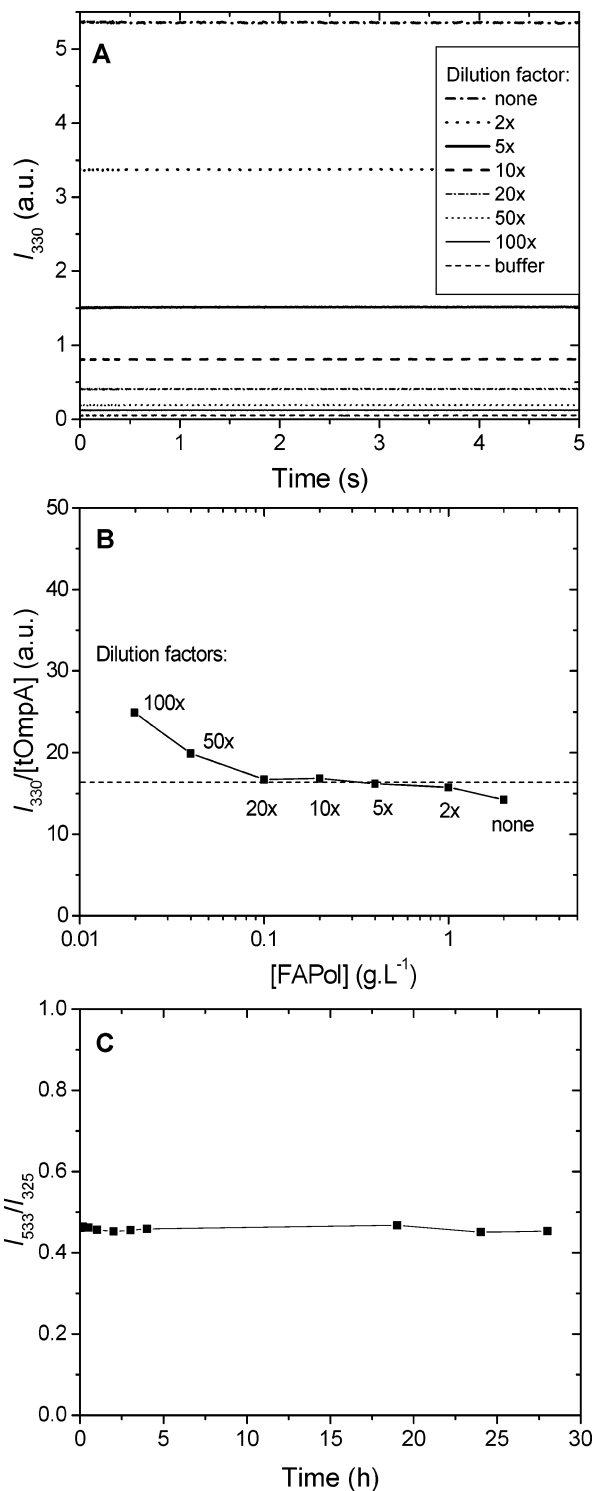 A
Dilution factor:
none
2x
5x
10x
20x
50x
100x
buffer
I330 (a.u.)
5
4
3
2
1
0
0 1 2 3 4 5
Time (s)
B
Dilution factors:
100x
50x
20x 10x 5x 2x none
I330/[tOmpA] (a.u.)
50
40
30
20
10
0
0.01 0.1 1
[FAPol] (g.L-1)
C
I533/I325
1.0
0.8
0.6
0.4
0.2
0.0
0 5 10 15 20 25 30
Time (h)